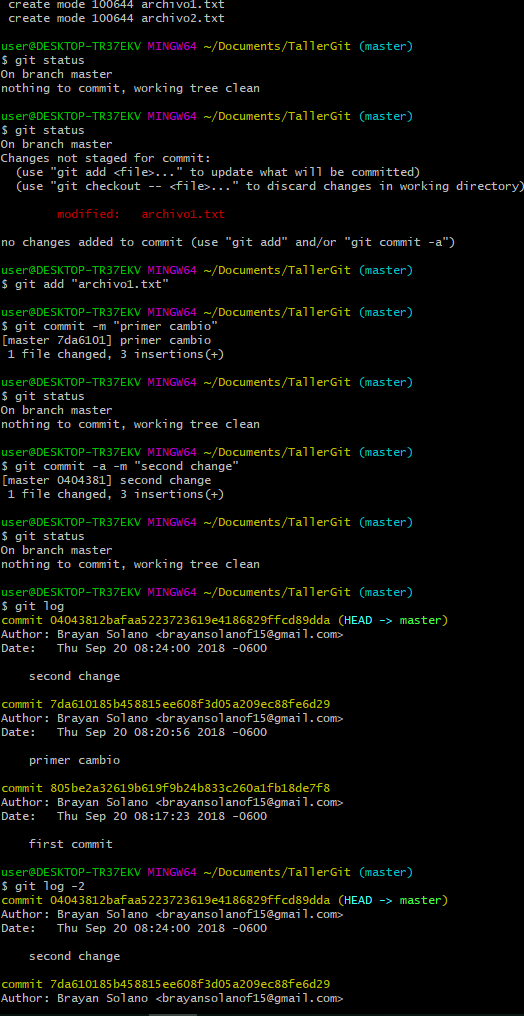 create mode 100644 archivo1.txt
create mode 100644 archivo2.txt
user@DESKTOP-TR37EKV MINGW64 ~/Documents/TallerGit (master)
$ git status
On branch master
nothing to commit, working tree clean
user@DESKTOP-TR37EKV MINGW64 ~/Documents/TallerGit (master)
$ git status
On branch master
Changes not staged for commit:
  (use "git add <file>..." to update what will be committed)
  (use "git checkout -- <file>..." to discard changes in working directory)
        modified:   archivo1.txt
no changes added to commit (use "git add" and/or "git commit -a")
user@DESKTOP-TR37EKV MINGW64 ~/Documents/TallerGit (master)
$ git add "archivo1.txt"
user@DESKTOP-TR37EKV MINGW64 ~/Documents/TallerGit (master)
$ git commit -m "primer cambio"
[master 7da6101] primer cambio
 1 file changed, 3 insertions(+)
user@DESKTOP-TR37EKV MINGW64 ~/Documents/TallerGit (master)
$ git status
On branch master
nothing to commit, working tree clean
user@DESKTOP-TR37EKV MINGW64 ~/Documents/TallerGit (master)
$ git commit -a -m "second change"
[master 0404381] second change
 1 file changed, 3 insertions(+)
user@DESKTOP-TR37EKV MINGW64 ~/Documents/TallerGit (master)
$ git status
On branch master
nothing to commit, working tree clean
user@DESKTOP-TR37EKV MINGW64 ~/Documents/TallerGit (master)
$ git log
commit 04043812bafaa5223723619e4186829ffcd89dda (HEAD -> master)
Author: Brayan Solano <brayansolanof15@gmail.com>
Date:   Thu Sep 20 08:24:00 2018 -0600
    second change
commit 7da610185b458815ee608f3d05a209ec88fe6d29
Author: Brayan Solano <brayansolanof15@gmail.com>
Date:   Thu Sep 20 08:20:56 2018 -0600
    primer cambio
commit 805be2a32619b619f9b24b833c260a1fb18de7f8
Author: Brayan Solano <brayansolanof15@gmail.com>
Date:   Thu Sep 20 08:17:23 2018 -0600
    first commit
user@DESKTOP-TR37EKV MINGW64 ~/Documents/TallerGit (master)
$ git log -2
commit 04043812bafaa5223723619e4186829ffcd89dda (HEAD -> master)
Author: Brayan Solano <brayansolanof15@gmail.com>
Date:   Thu Sep 20 08:24:00 2018 -0600
    second change
commit 7da610185b458815ee608f3d05a209ec88fe6d29
Author: Brayan Solano <brayansolanof15@gmail.com>